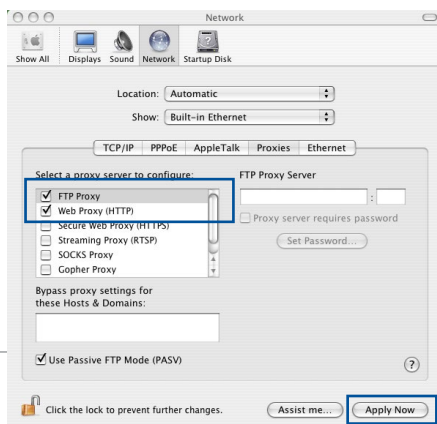 Network
Show All Displays Sound Network Startup Disk
Location: Automatic
Show: Built-in Ethernet
TCP/IP PPPoE AppleTalk Proxies Ethernet
Select a proxy server to configure: FTP Proxy Server
FTP Proxy :
Web Proxy (HTTP)
Secure Web Proxy (HTTPS) Proxy server requires password
Streaming Proxy (RTSP) Set Password...
SOCKS Proxy
Gopher Proxy
Bypass proxy settings for
these Hosts & Domains:
Use Passive FTP Mode (PASV) ?
Click the lock to prevent further changes. Assist me... Apply Now